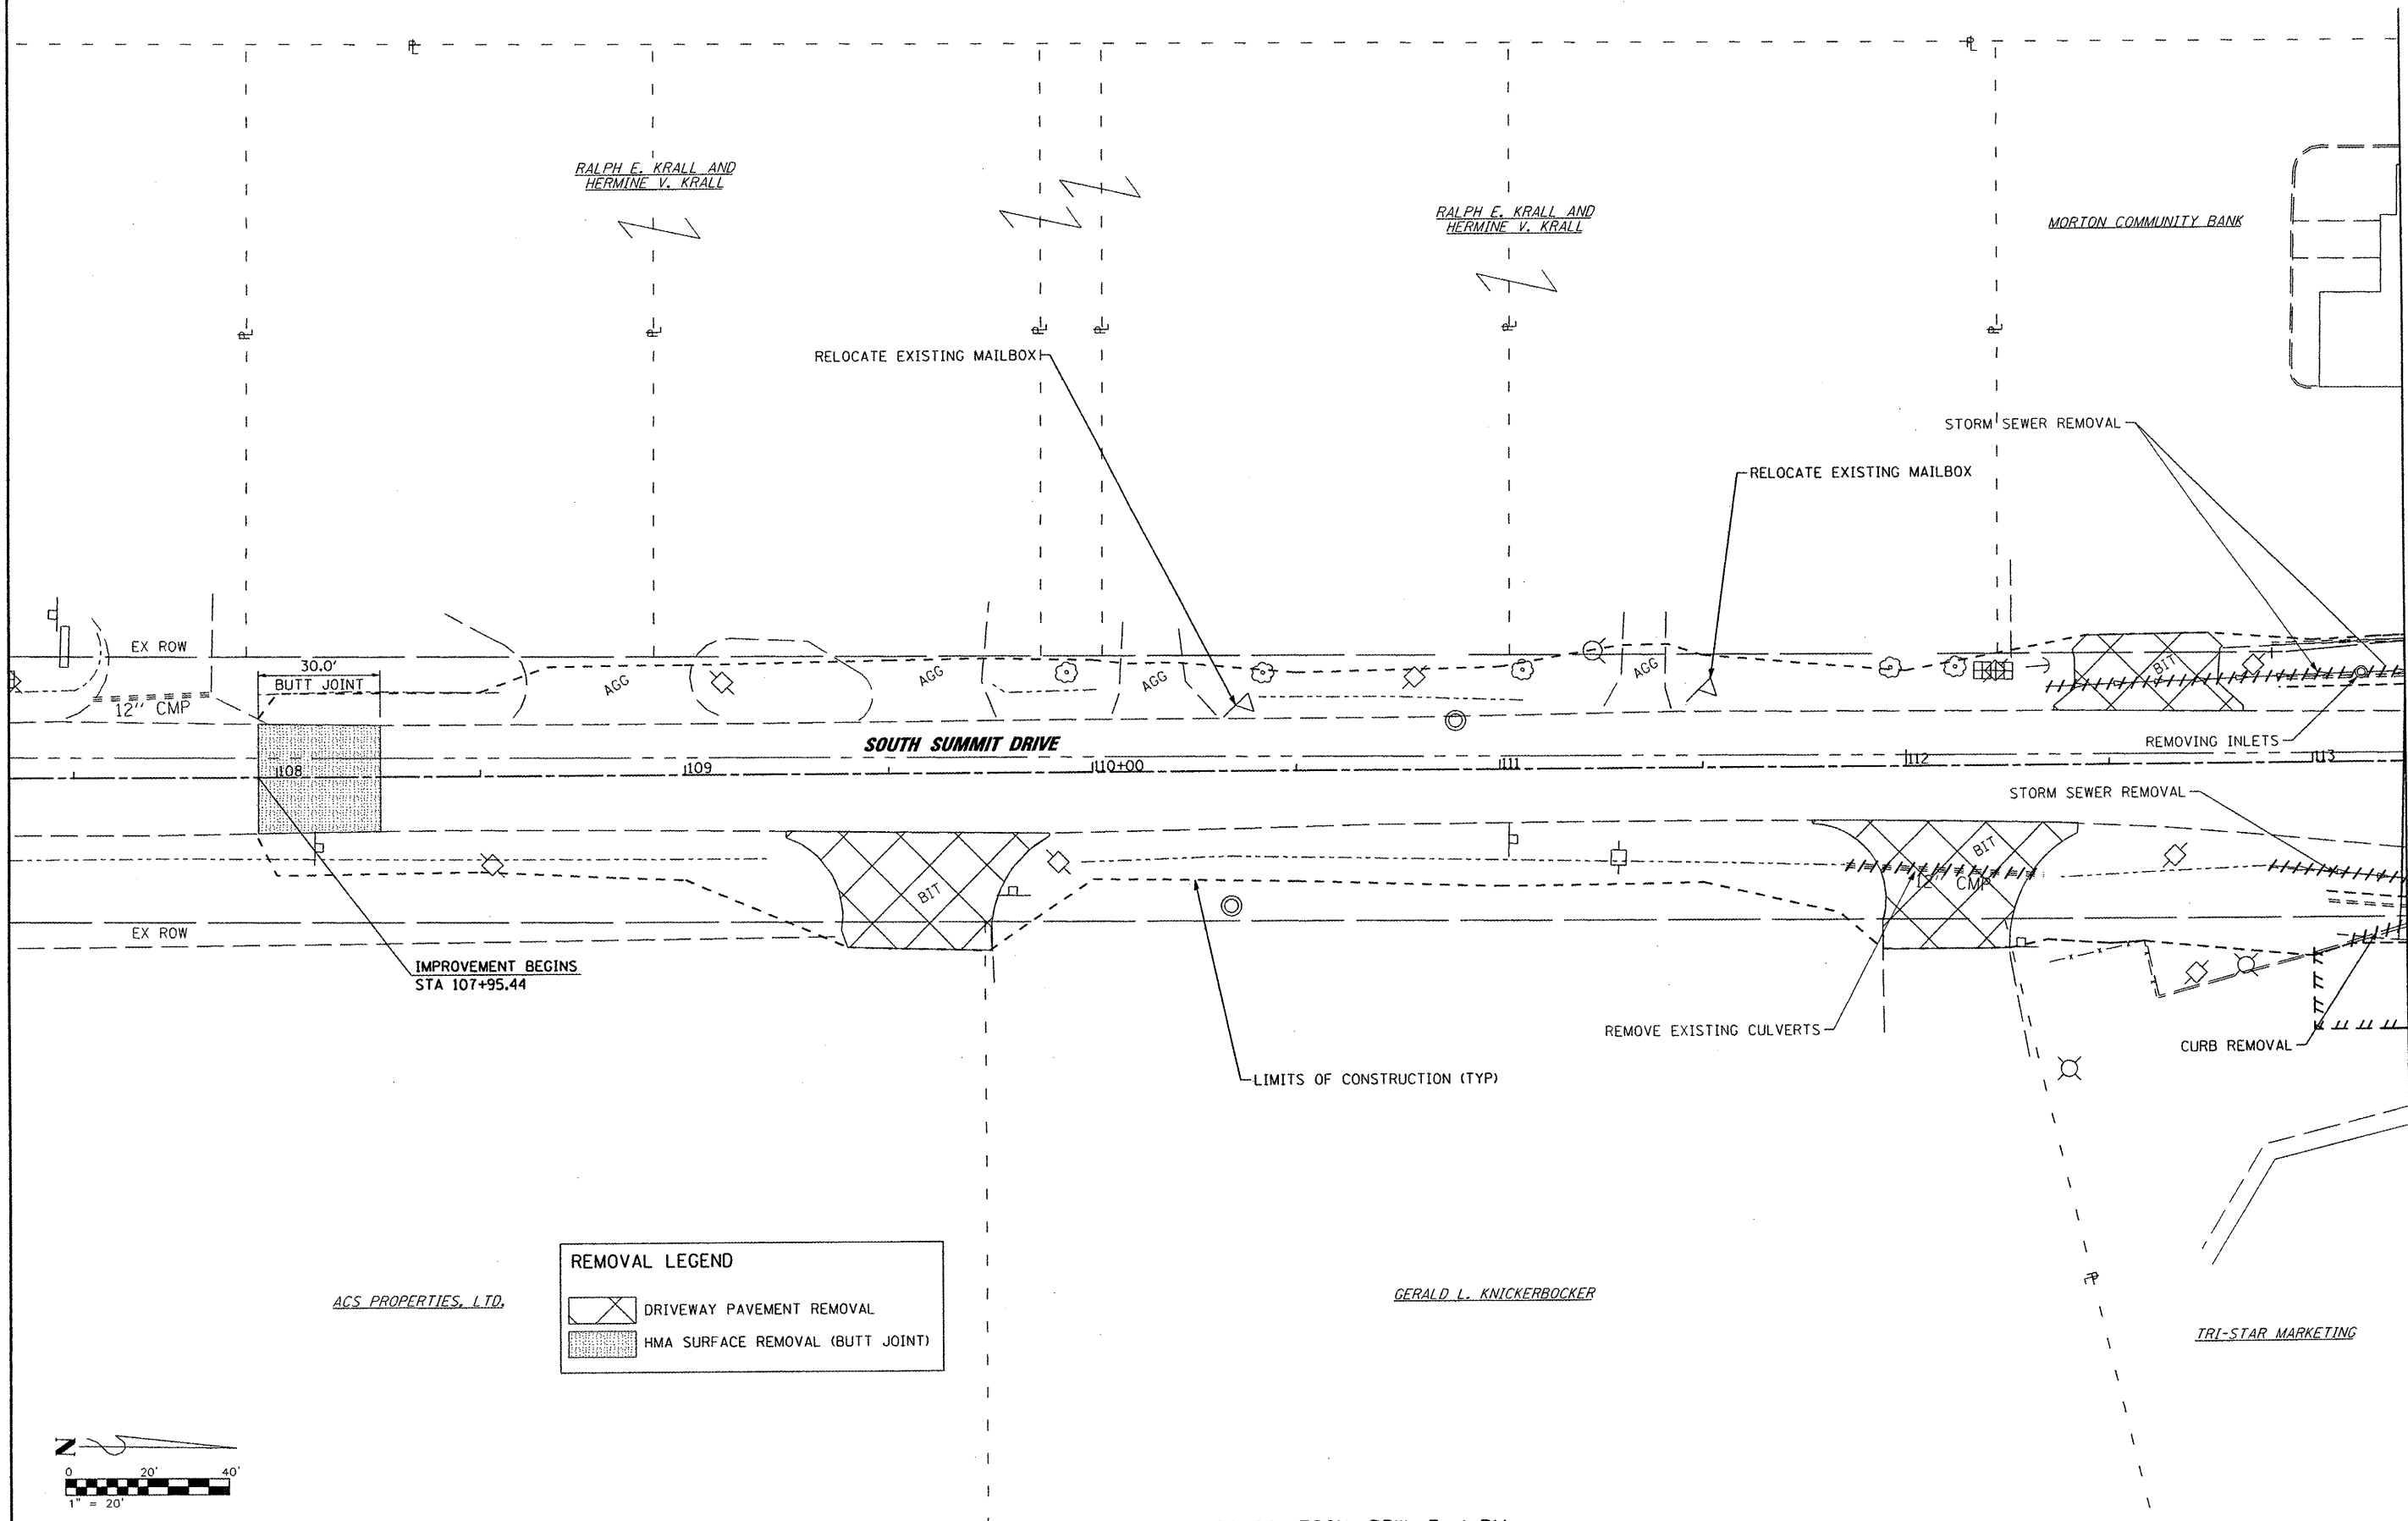 RALPH E. KRALL AND
HERMINE V. KRALL
RALPH E. KRALL AND
HERMINE V. KRALL
MORTON COMMUNITY BANK
RELOCATE EXISTING MAILBOX
STORM SEWER REMOVAL
RELOCATE EXISTING MAILBOX
EX ROW
30.0'
BUTT JOINT
12" CMP
AGG
AGG
AGG
AGG
BIT
SOUTH SUMMIT DRIVE
REMOVING INLETS
108
109
110+00
111
112
113
STORM SEWER REMOVAL
BIT
BIT
12" CMP
EX ROW
IMPROVEMENT BEGINS
STA 107+95.44
REMOVE EXISTING CULVERTS
CURB REMOVAL
LIMITS OF CONSTRUCTION (TYP)
REMOVAL LEGEND
DRIVEWAY PAVEMENT REMOVAL
HMA SURFACE REMOVAL (BUTT JOINT)
ACS PROPERTIES, LTD.
GERALD L. KNICKERBOCKER
TRI-STAR MARKETING
N
0 20' 40'
1" = 20'